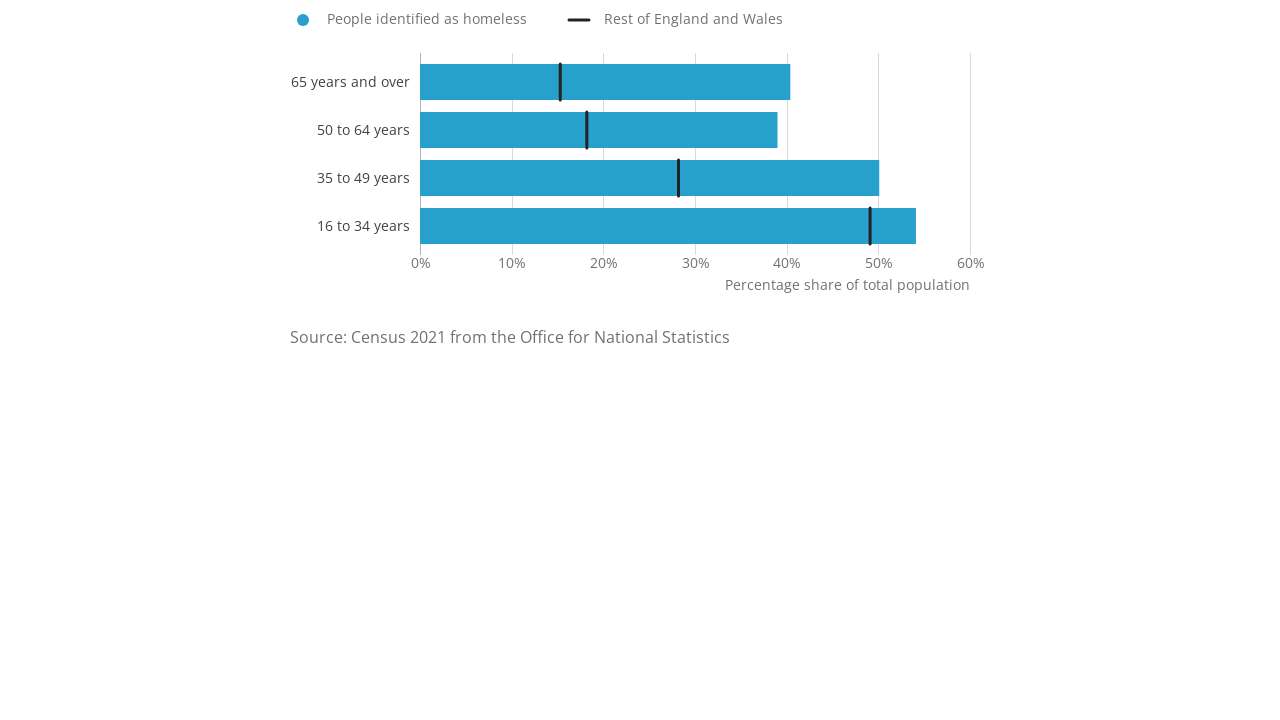 People identified as homeless
Rest of England and Wales
65 years and over
50 to 64 years
35 to 49 years
16 to 34 years
0% 10% 20% 30% 40% 50% 60%
Percentage share of total population
Source: Census 2021 from the Office for National Statistics